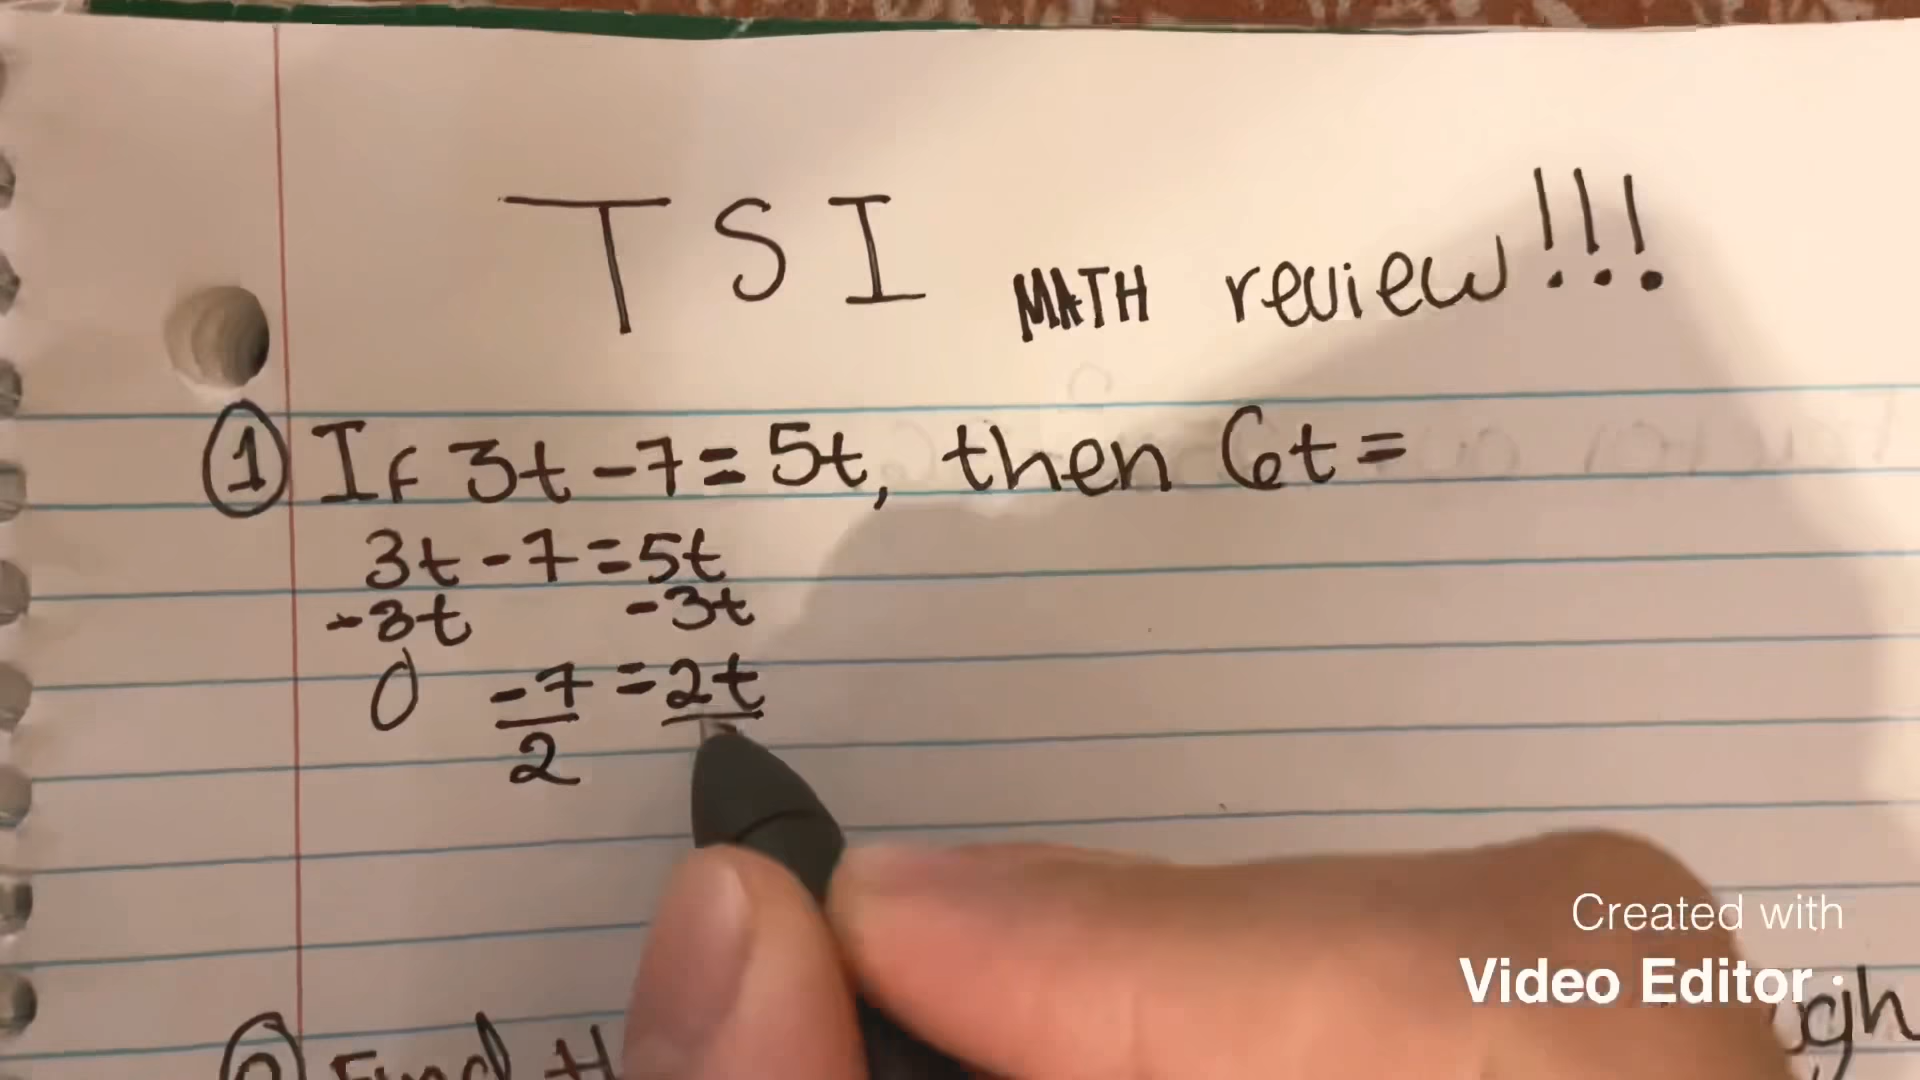 TSI MATH review!!!
① If 3t - 7 = 5t, then 6t =
3t - 7 = 5t
-3t -3t
0 -7 = 2t
2
Created with
Video Editor
Find